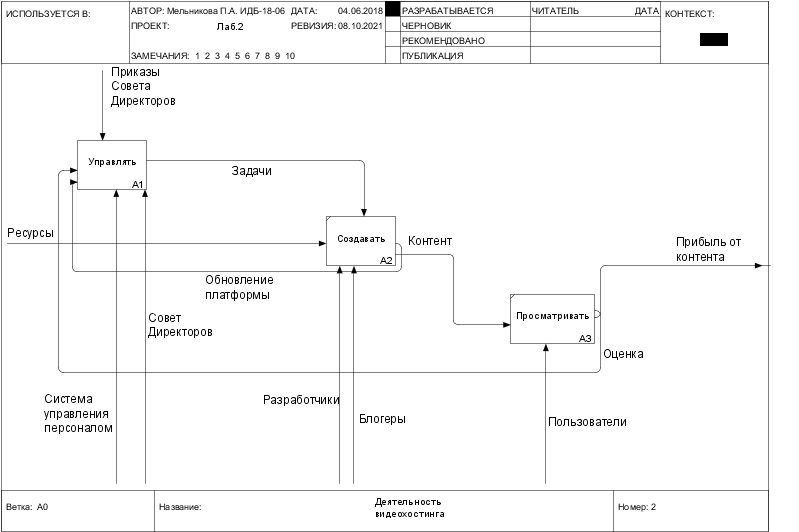 ИСПОЛЬЗУЕТСЯ В:
АВТОР: Мельникова П.А. ИДБ-18-06 ДАТА: 04.06.2018
РАЗРАБАТЫВАЕТСЯ
ЧИТАТЕЛЬ ДАТА
КОНТЕКСТ:
ПРОЕКТ: Лаб.2
РЕВИЗИЯ: 08.10.2021
ЧЕРНОВИК
РЕКОМЕНДОВАНО
ЗАМЕЧАНИЯ: 1 2 3 4 5 6 7 8 9 10
ПУБЛИКАЦИЯ
Приказы
Совета
Директоров
Управлять
A1
Задачи
Ресурсы
Создавать
A2
Контент
Прибыль от
контента
Обновление
платформы
Просматривать
A3
Совет
Директоров
Оценка
Система
управления
персоналом
Разработчики
Блогеры
Пользователи
Ветка: A0
Название:
Деятельность
видеохостинга
Номер: 2